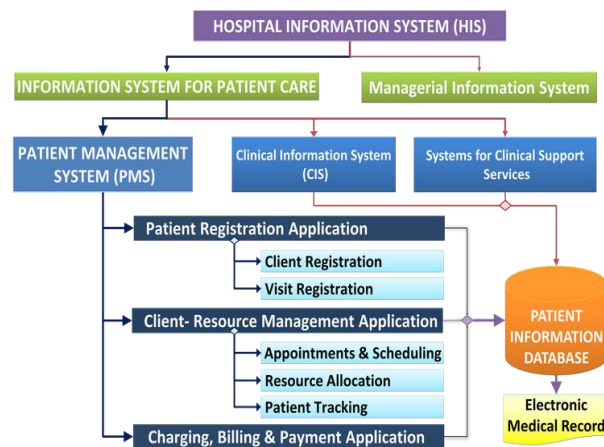 HOSPITAL INFORMATION SYSTEM (HIS)
INFORMATION SYSTEM FOR PATIENT CARE
Managerial Information System
PATIENT MANAGEMENT
SYSTEM (PMS)
Clinical Information System
(CIS)
Systems for Clinical Support
Services
Patient Registration Application
Client Registration
Visit Registration
Client- Resource Management Application
Appointments & Scheduling
Resource Allocation
Patient Tracking
Charging, Billing & Payment Application
PATIENT
INFORMATION
DATABASE
Electronic
Medical Record